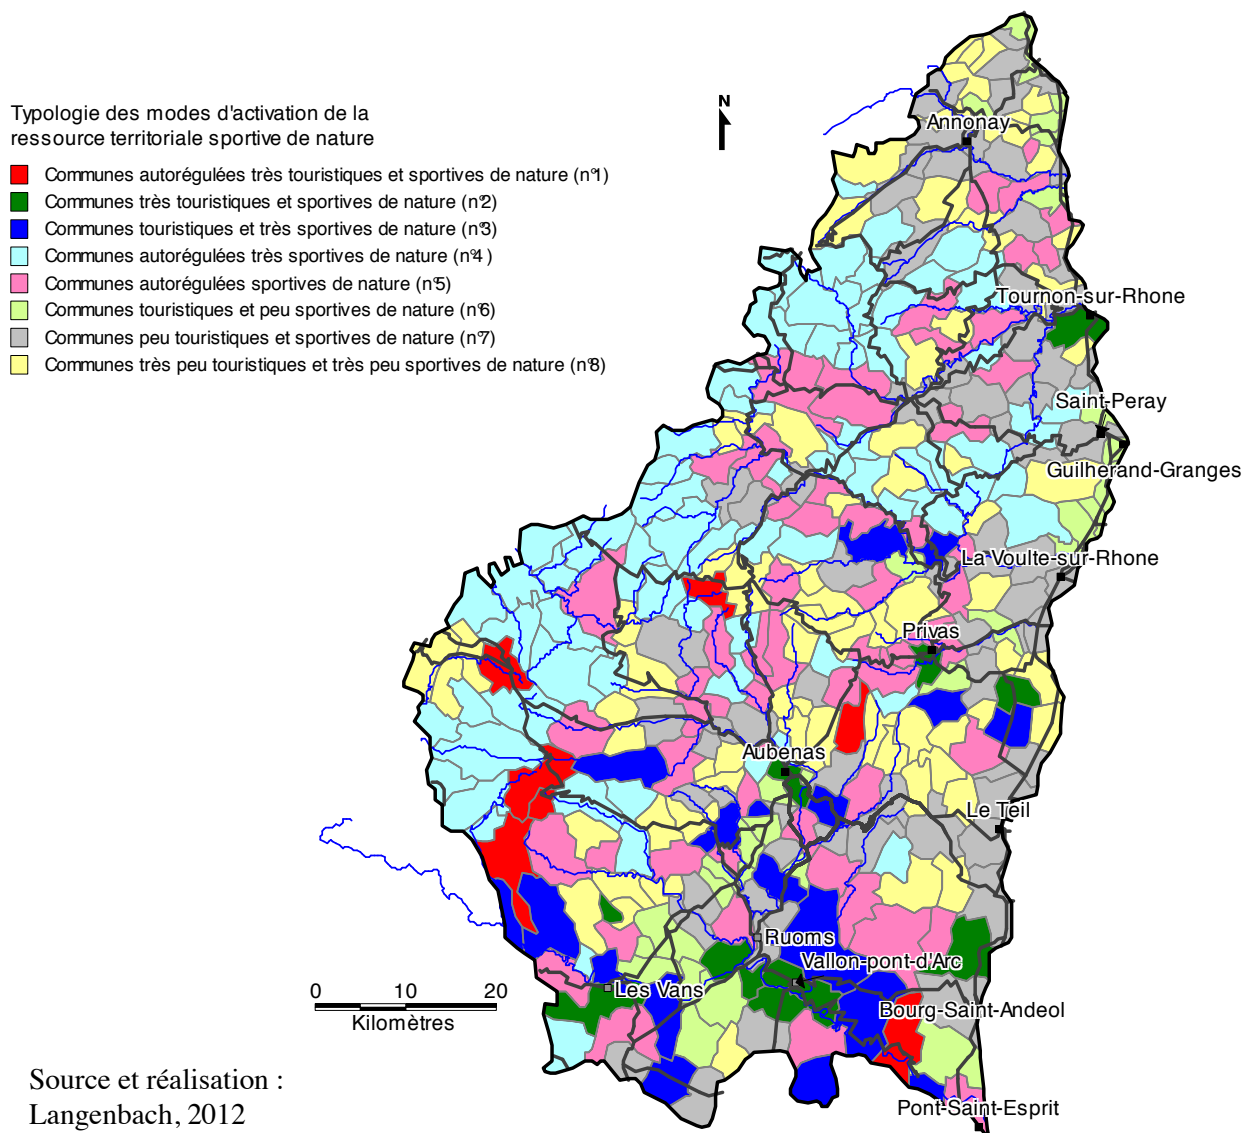 N
Typologie des modes d'activation de la
ressource territoriale sportive de nature
Communes autorégulées très touristiques et sportives de nature (n°1)
Communes très touristiques et sportives de nature (n°2)
Communes touristiques et très sportives de nature (n°3)
Communes autorégulées très sportives de nature (n°4)
Communes autorégulées sportives de nature (n°5)
Communes touristiques et peu sportives de nature (n°6)
Communes peu touristiques et sportives de nature (n°7)
Communes très peu touristiques et très peu sportives de nature (n°8)
Annonay
Tournon-sur-Rhone
Saint-Peray
Guilherand-Granges
La Voulte-sur-Rhone
Privas
Aubenas
Le Teil
Ruoms
Vallon-pont-d'Arc
Les Vans
Bourg-Saint-Andeol
Pont-Saint-Esprit
0 10 20
Kilomètres
Source et réalisation :
Langenbach, 2012